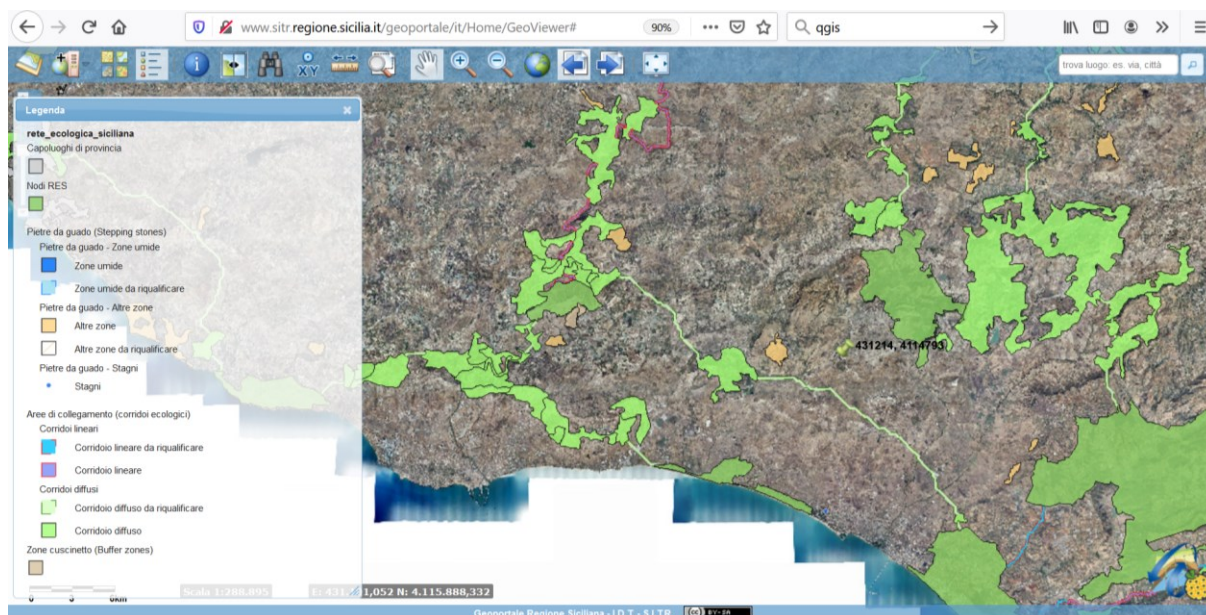 www.sitr.regione.sicilia.it/geoportale/it/Home/GeoViewer#
90%
qgis
XY
trova luogo: es. via, città
Legenda
rete_ecologica_siciliana
Capoluoghi di provincia
Nodi RES
Pietre da guado (Stepping stones)
Pietre da guado - Zone umide
Zone umide
Zone umide da riqualificare
Pietre da guado - Altre zone
Altre zone
Altre zone da riqualificare
Pietre da guado - Stagni
Stagni
Aree di collegamento (corridoi ecologici)
Corridoi lineari
Corridoio lineare da riqualificare
Corridoio lineare
Corridoi diffusi
Corridoio diffuso da riqualificare
Corridoio diffuso
Zone cuscinetto (Buffer zones)
431214, 4114793
Scala 1:288.895
N: 4.115.888,332
Geoportale Regione Siciliana - I.D.T. - S.I.T.R.
BY-SA